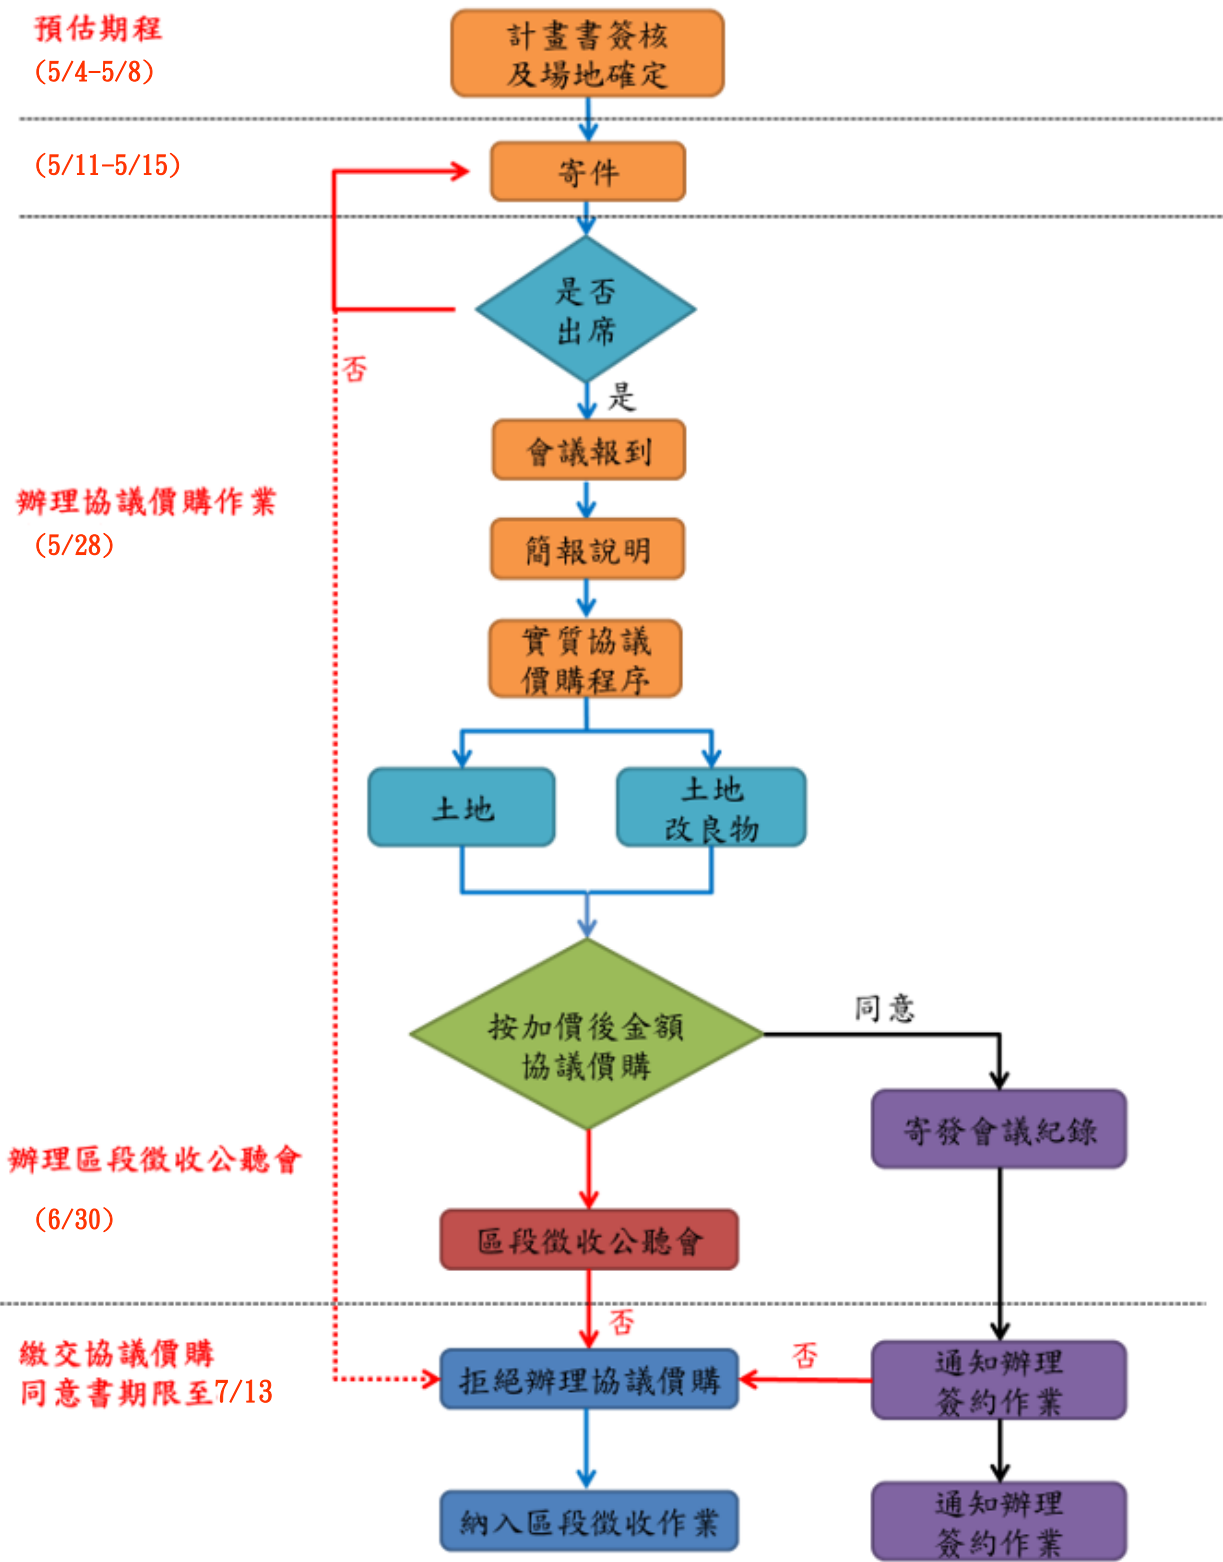 預估期程
(5/4-5/8)
計畫書簽核
及場地確定
(5/11-5/15)
寄件
是否
出席
否
是
會議報到
辦理協議價購作業
(5/28)
簡報說明
實質協議
價購程序
土地
土地
改良物
按加價後金額
協議價購
同意
寄發會議紀錄
辦理區段徵收公聽會
(6/30)
區段徵收公聽會
否
繳交協議價購
同意書期限至7/13
拒絕辦理協議價購
否
通知辦理
簽約作業
納入區段徵收作業
通知辦理
簽約作業